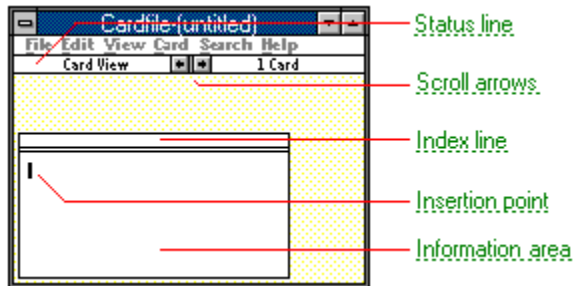 Cardfile-(untitled)
File Edit View Card Search Help
Card View 1 Card
Status line
Scroll arrows
Index line
Insertion point
Information area